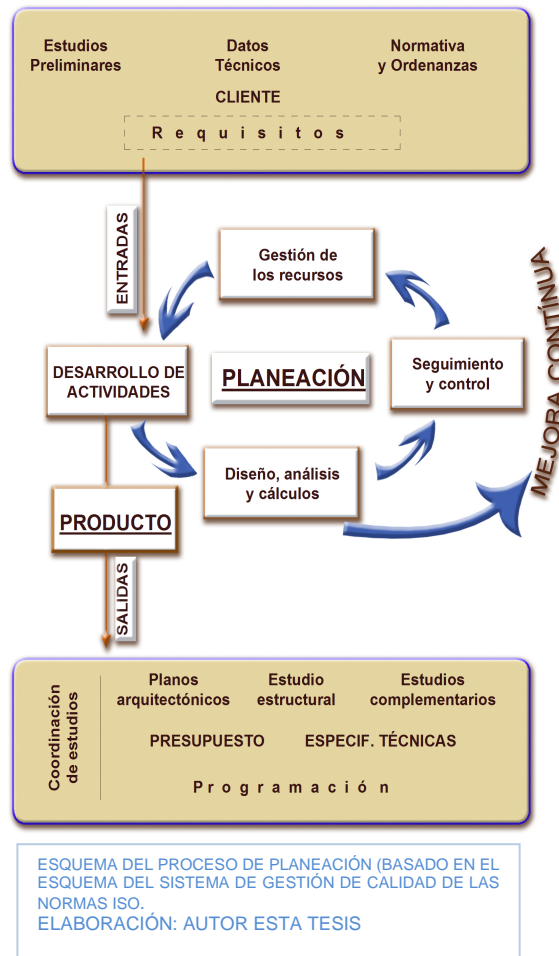 Estudios
Preliminares
Datos
Técnicos
Normativa
y Ordenanzas
CLIENTE
R e q u i s i t o s
ENTRADAS
Gestión de
los recursos
MEJORA CONTÍNUA
DESARROLLO DE
ACTIVIDADES
PLANEACIÓN
Seguimiento
y control
Diseño, análisis
y cálculos
PRODUCTO
SALIDAS
Coordinación
de estudios
Planos
arquitectónicos
Estudio
estructural
Estudios
complementarios
PRESUPUESTO
ESPECIF. TÉCNICAS
P r o g r a m a c i ó n
ESQUEMA DEL PROCESO DE PLANEACIÓN (BASADO EN EL
ESQUEMA DEL SISTEMA DE GESTIÓN DE CALIDAD DE LAS
NORMAS ISO.
ELABORACIÓN: AUTOR ESTA TESIS